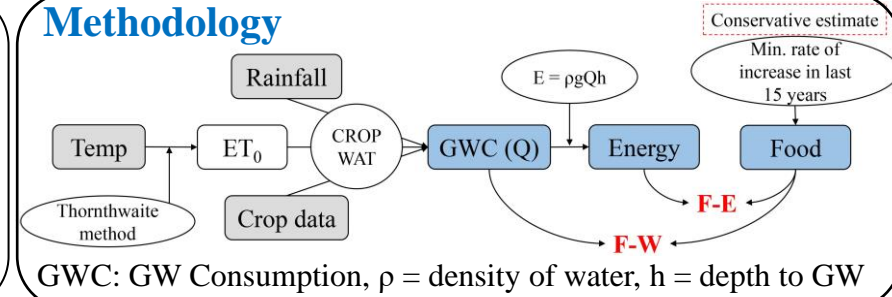 Methodology
Conservative estimate
Min. rate of
increase in last
15 years
Rainfall
E = ρgQh
Temp
ET₀
CROP
WAT
GWC (Q)
Energy
Food
Thornthwaite
method
Crop data
F-E
F-W
GWC: GW Consumption, ρ = density of water, h = depth to GW